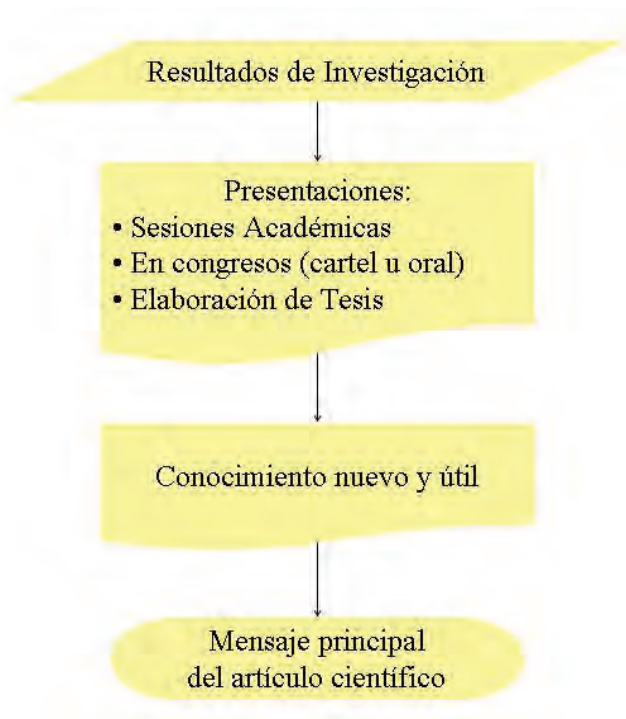 Resultados de Investigación
Presentaciones:
• Sesiones Académicas
• En congresos (cartel u oral)
• Elaboración de Tesis
Conocimiento nuevo y útil
Mensaje principal
del artículo científico